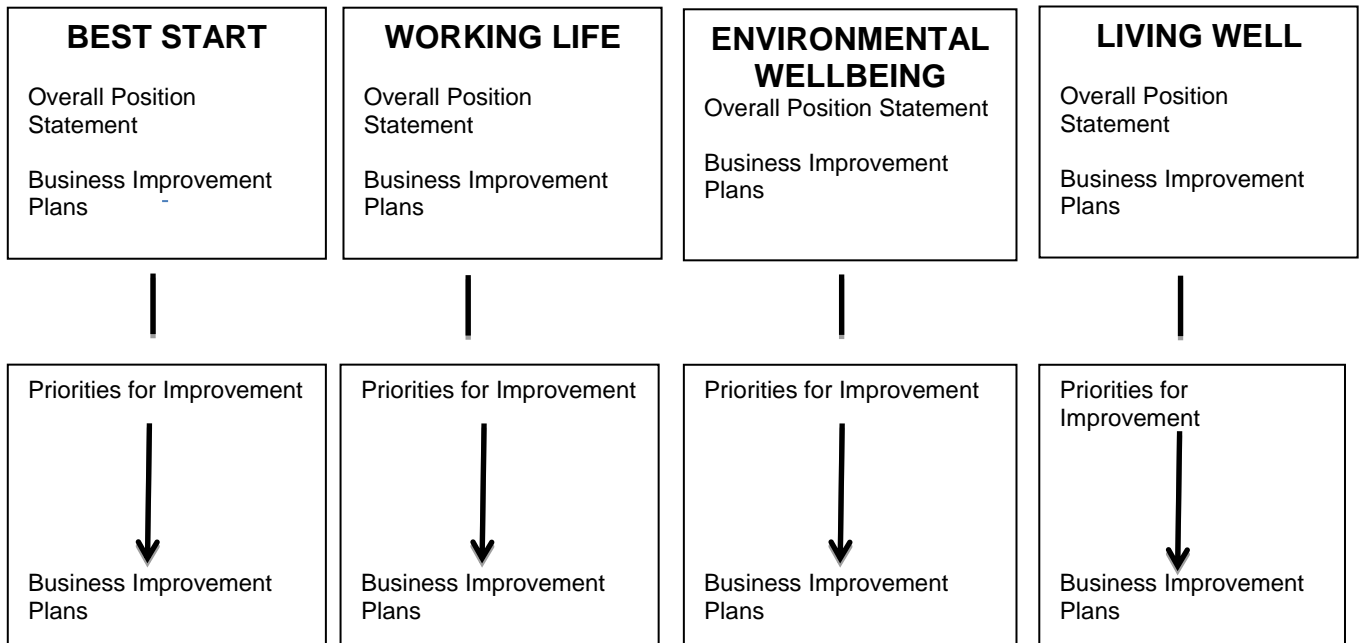 BEST START
Overall Position
Statement
Business Improvement
Plans
WORKING LIFE
Overall Position
Statement
Business Improvement
Plans
ENVIRONMENTAL
WELLBEING
Overall Position Statement
Business Improvement
Plans
LIVING WELL
Overall Position
Statement
Business Improvement
Plans
Priorities for Improvement
Business Improvement
Plans
Priorities for Improvement
Business Improvement
Plans
Priorities for Improvement
Business Improvement
Plans
Priorities for
Improvement
Business Improvement
Plans